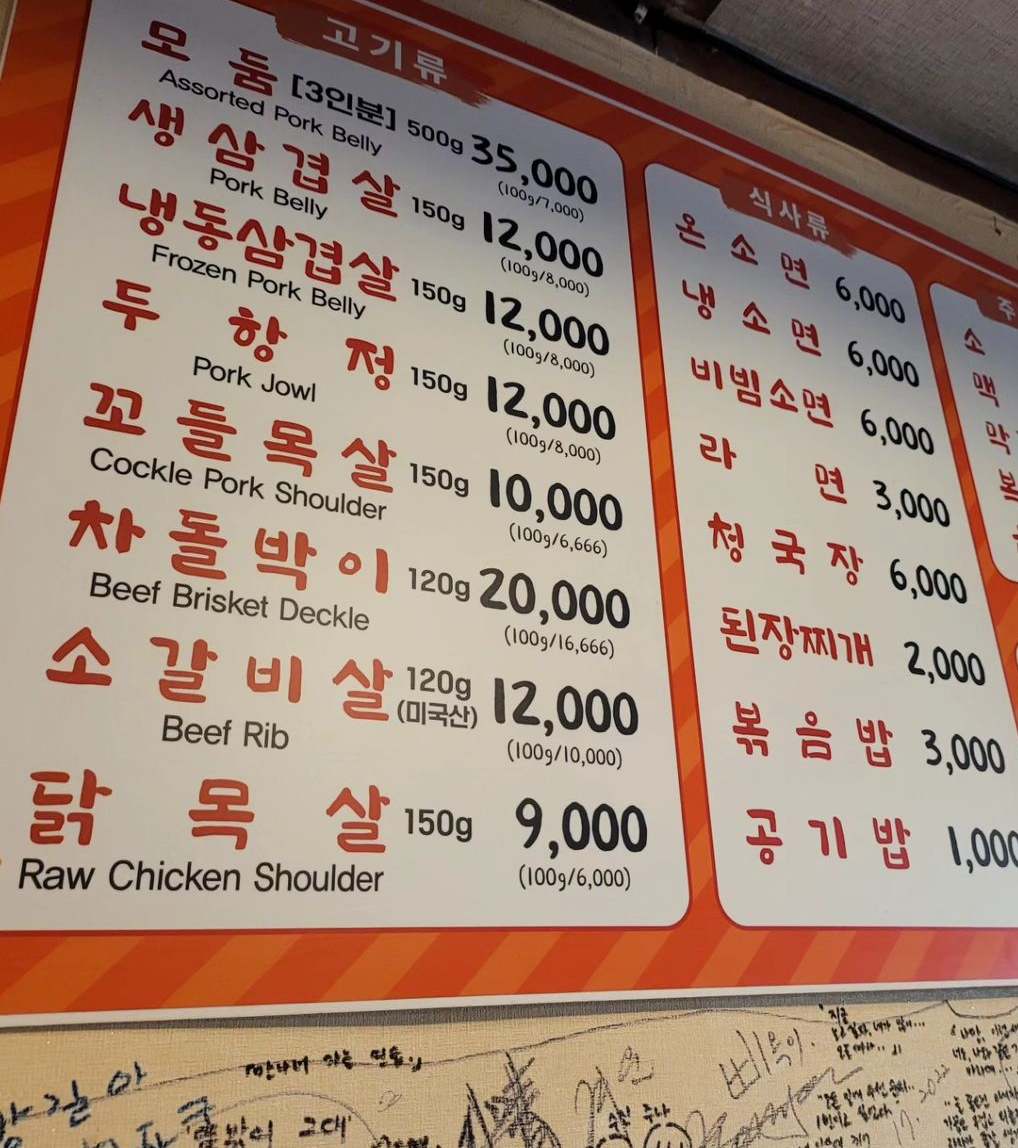 고기류
모둠 [3인분] 500g 35,000
Assorted Pork Belly (100g/7,000)
생삼겹살 150g 12,000
Pork Belly (100g/8,000)
냉동삼겹살 150g 12,000
Frozen Pork Belly (100g/8,000)
두항정 150g 12,000
Pork Jowl (100g/8,000)
꼬들목살 150g 10,000
Cockle Pork Shoulder (100g/6,666)
차돌박이 120g 20,000
Beef Brisket Deckle (100g/16,666)
소갈비살 120g (미국산) 12,000
Beef Rib (100g/10,000)
닭목살 150g 9,000
Raw Chicken Shoulder (100g/6,000)
식사류
온소면 6,000
냉소면 6,000
비빔소면 6,000
라면 3,000
청국장 6,000
된장찌개 2,000
볶음밥 3,000
공기밥 1,000
주
소
맥
막
복